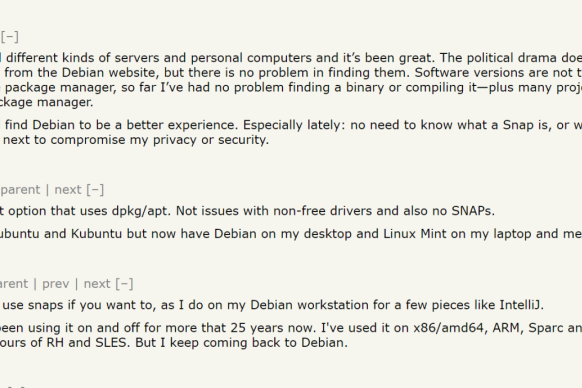 [–]
different kinds of servers and personal computers and it’s been great. The political drama doe
from the Debian website, but there is no problem in finding them. Software versions are not t
package manager, so far I’ve had no problem finding a binary or compiling it—plus many proj
ckage manager.
find Debian to be a better experience. Especially lately: no need to know what a Snap is, or w
next to compromise my privacy or security.
parent | next [–]
t option that uses dpkg/apt. Not issues with non-free drivers and also no SNAPs.
ubuntu and Kubuntu but now have Debian on my desktop and Linux Mint on my laptop and me
arent | prev | next [–]
use snaps if you want to, as I do on my Debian workstation for a few pieces like IntelliJ.
een using it on and off for more that 25 years now. I've used it on x86/amd64, ARM, Sparc an
ours of RH and SLES. But I keep coming back to Debian.